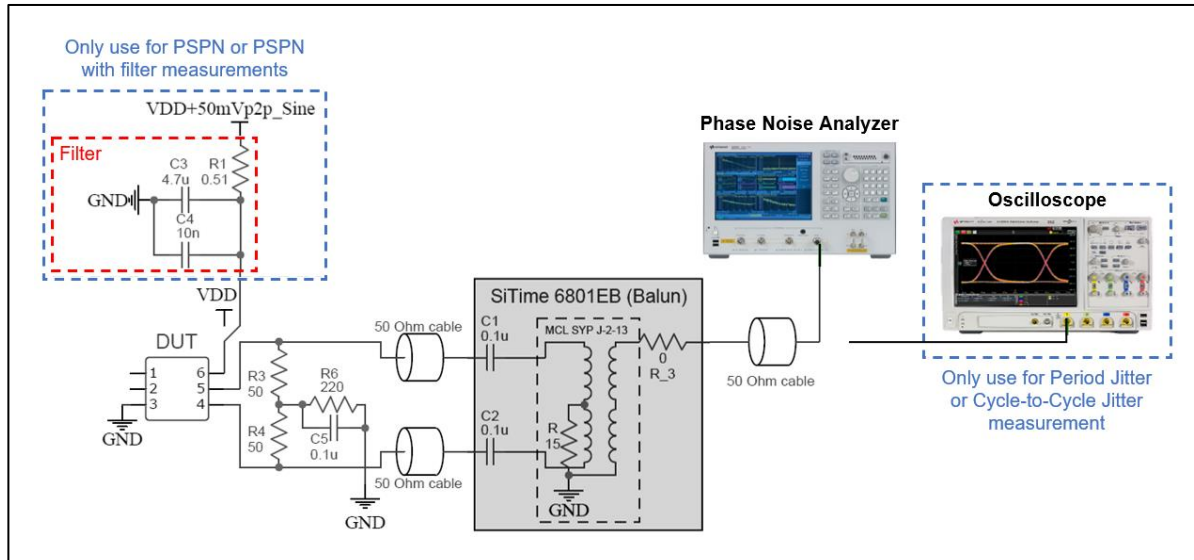 Only use for PSPN or PSPN
with filter measurements
VDD+50mVp2p_Sine
Filter
C3
4.7u
R1
0.51
GND
C4
10n
VDD
DUT
1
2
3
6
5
4
GND
R3
50
R4
50
R6
220
C5
0.1u
GND
50 Ohm cable
50 Ohm cable
SiTime 6801EB (Balun)
C1
0.1u
C2
0.1u
MCL SYP J-2-13
R
15
GND
0
R_3
50 Ohm cable
Phase Noise Analyzer
Oscilloscope
Only use for Period Jitter
or Cycle-to-Cycle Jitter
measurement